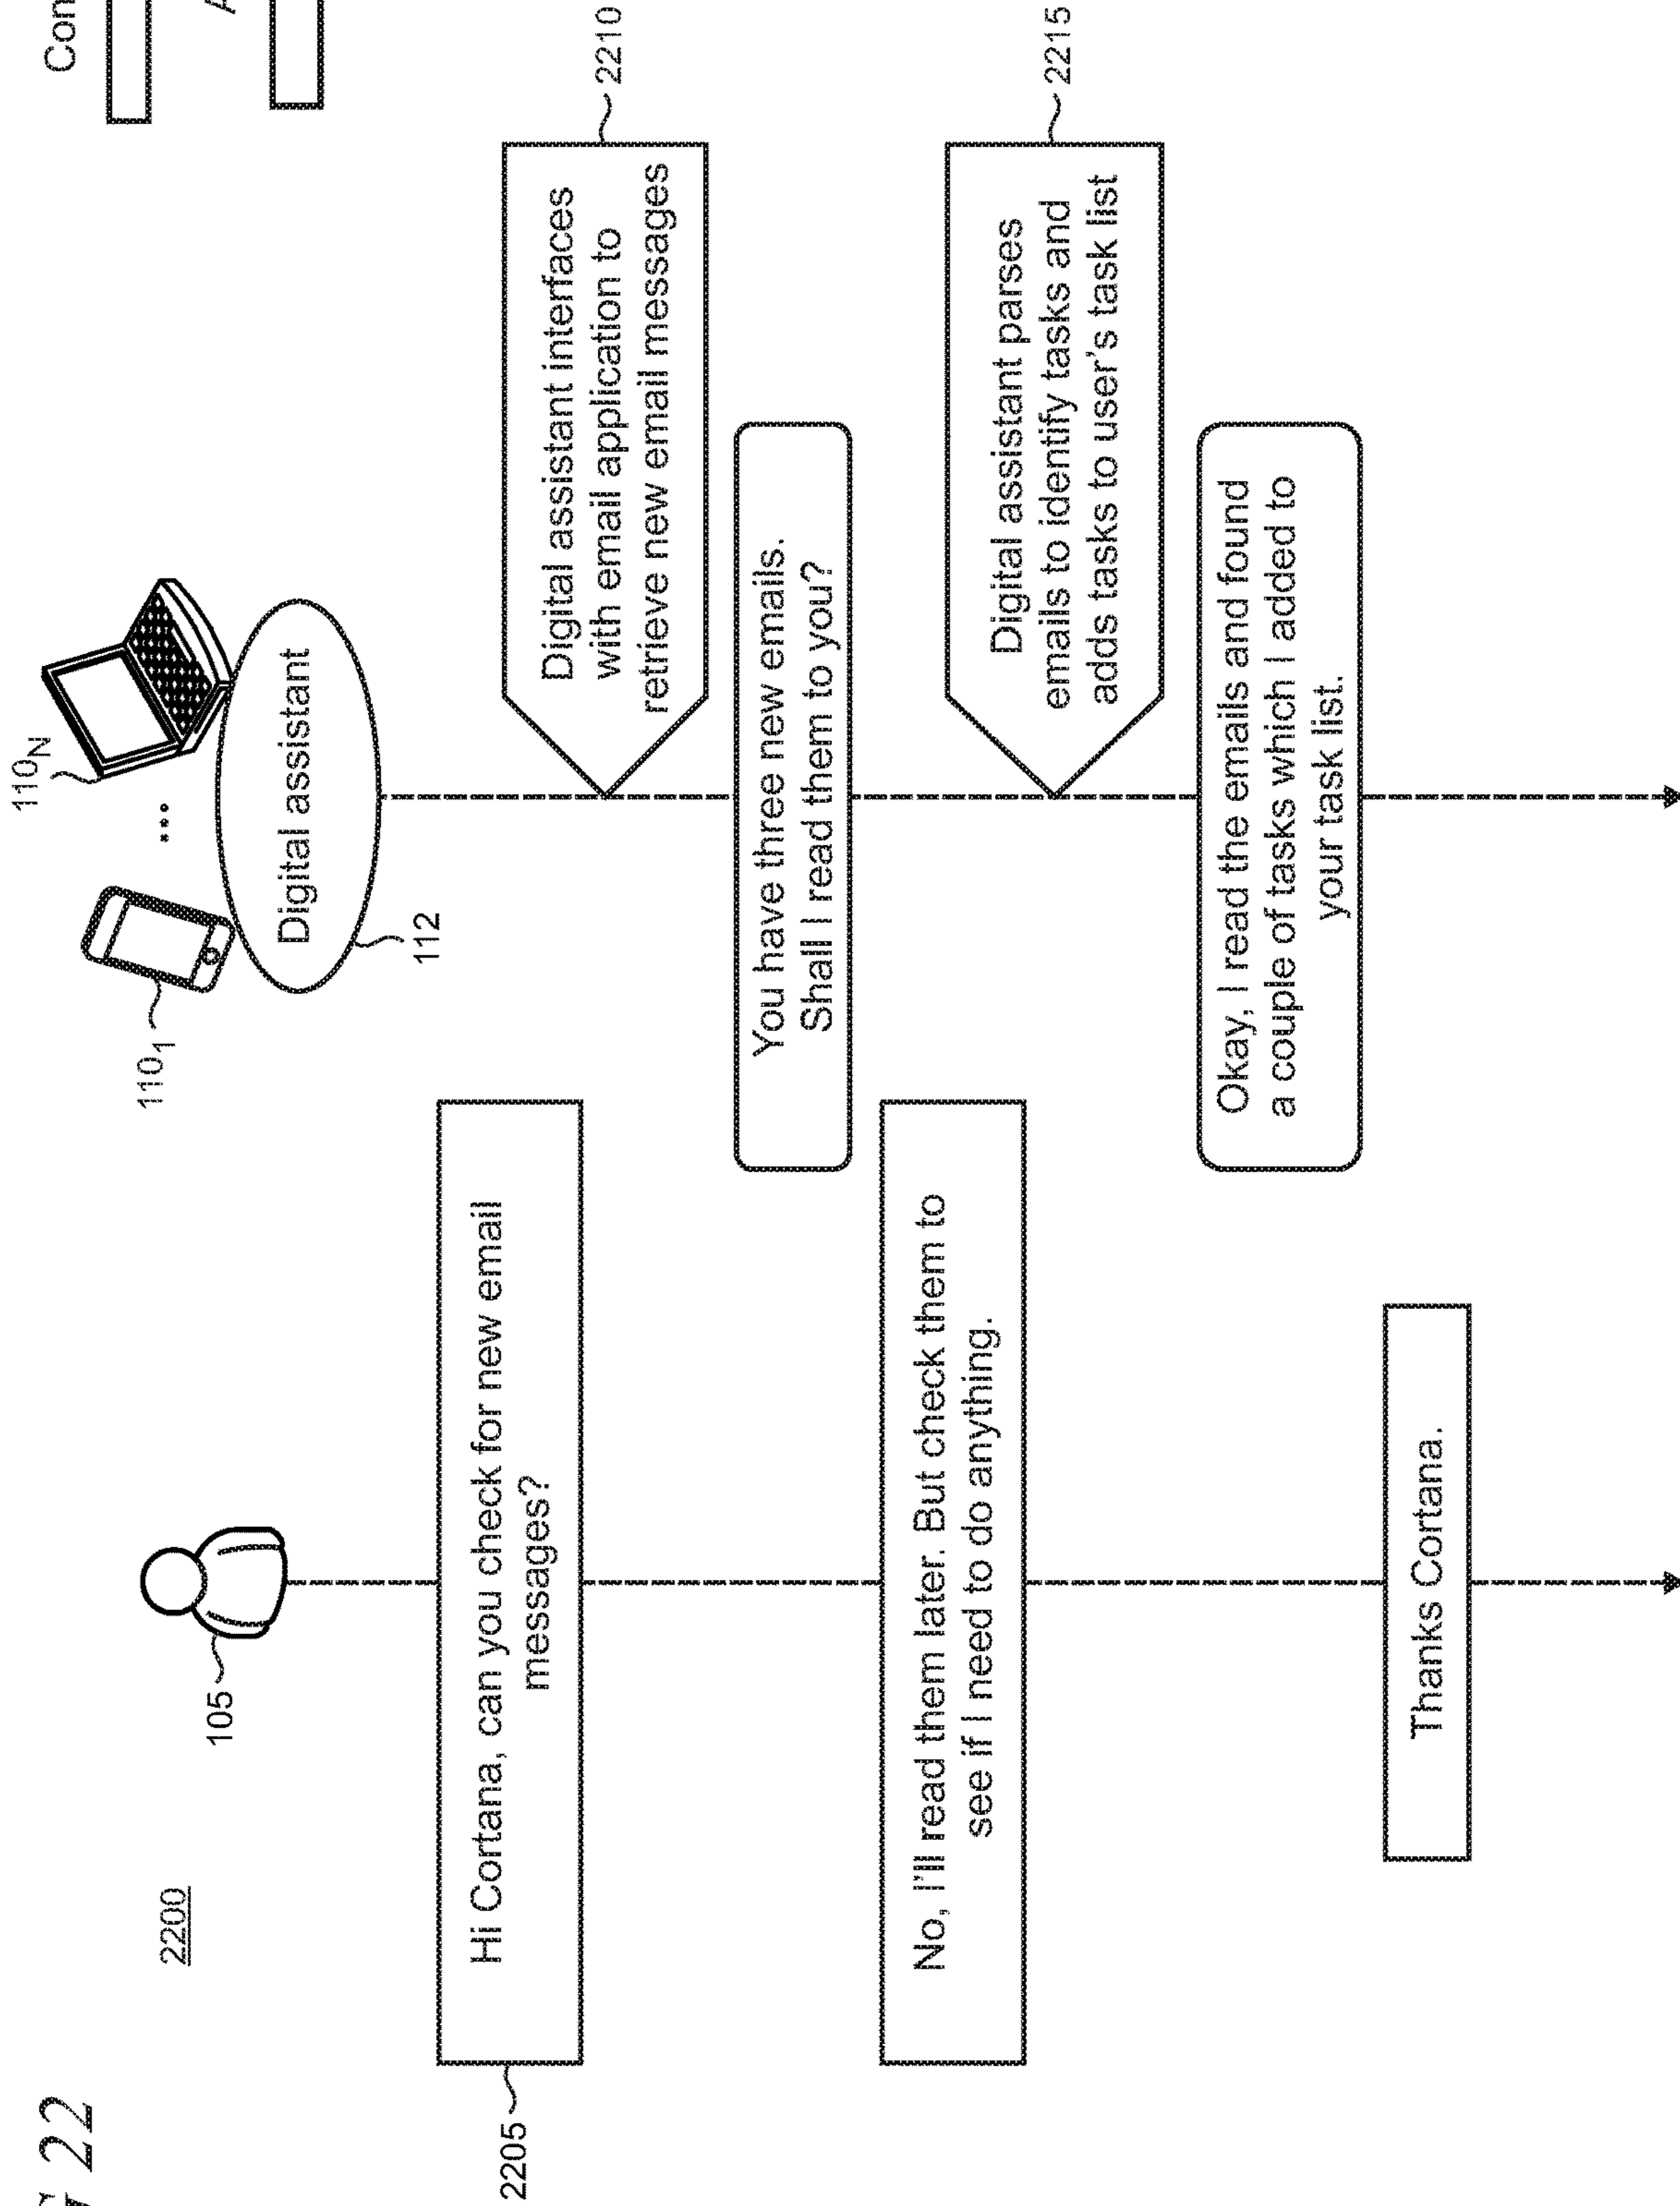 22
2200
105
110₁
...
110N
Digital assistant
112
Hi Cortana, can you check for new email
messages?
2205
Digital assistant interfaces
with email application to
retrieve new email messages
2210
You have three new emails.
Shall I read them to you?
No, I'll read them later. But check them to
see if I need to do anything.
Digital assistant parses
emails to identify tasks and
adds tasks to user's task list
2215
Okay, I read the emails and found
a couple of tasks which I added to
your task list.
Thanks Cortana.